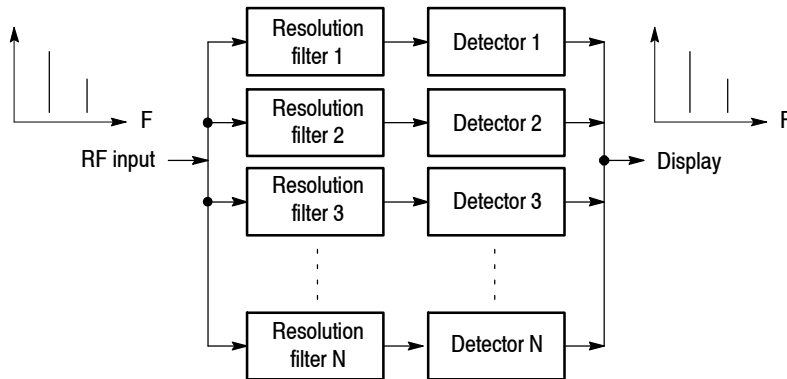 Resolution
filter 1
Detector 1
F
Resolution
filter 2
Detector 2
F
RF input
Display
Resolution
filter 3
Detector 3
Resolution
filter N
Detector N